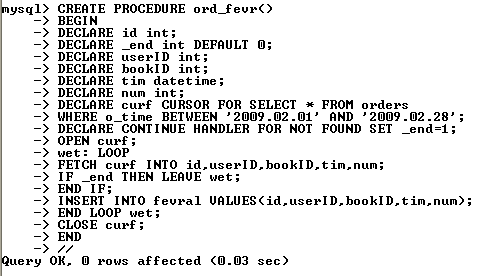 mysql> CREATE PROCEDURE ord_fevr()
-> BEGIN
-> DECLARE id int;
-> DECLARE _end int DEFAULT 0;
-> DECLARE userID int;
-> DECLARE bookID int;
-> DECLARE tim datetime;
-> DECLARE num int;
-> DECLARE curf CURSOR FOR SELECT * FROM orders
-> WHERE o_time BETWEEN '2009.02.01' AND '2009.02.28';
-> DECLARE CONTINUE HANDLER FOR NOT FOUND SET _end=1;
-> OPEN curf;
-> wet: LOOP
-> FETCH curf INTO id,userID,bookID,tim,num;
-> IF _end THEN LEAVE wet;
-> END IF;
-> INSERT INTO fevral VALUES(id,userID,bookID,tim,num);
-> END LOOP wet;
-> CLOSE curf;
-> END
-> //
Query OK, 0 rows affected (0.03 sec)